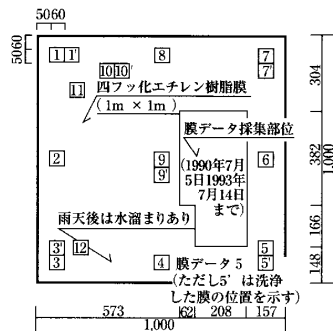 5060
5060
1 1' 8 7
7'
10 10'
11
四フッ化エチレン樹脂膜
(1m × 1m)
膜データ採集部位
(1990年7月
5日1993年
7月14日
まで)
2 9 6
9'
雨天後は水溜まりあり
3' 12 5
3 4 5'
膜データ5
(ただし5'は洗浄
した膜の位置を示す)
304
382
166
148
1,000
573 62 208 157
1,000